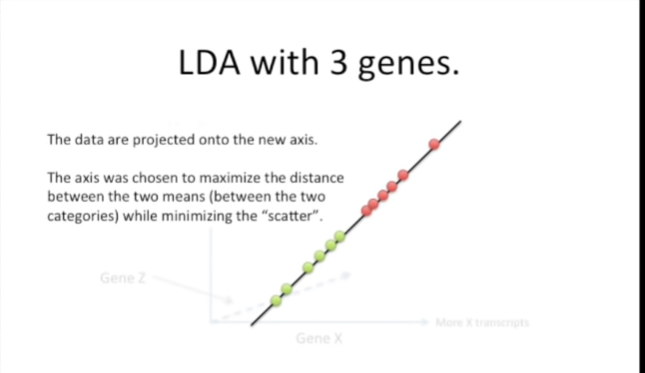 LDA with 3 genes.
The data are projected onto the new axis.
The axis was chosen to maximize the distance
between the two means (between the two
categories) while minimizing the “scatter”.
Gene Z
More X transcripts
Gene X